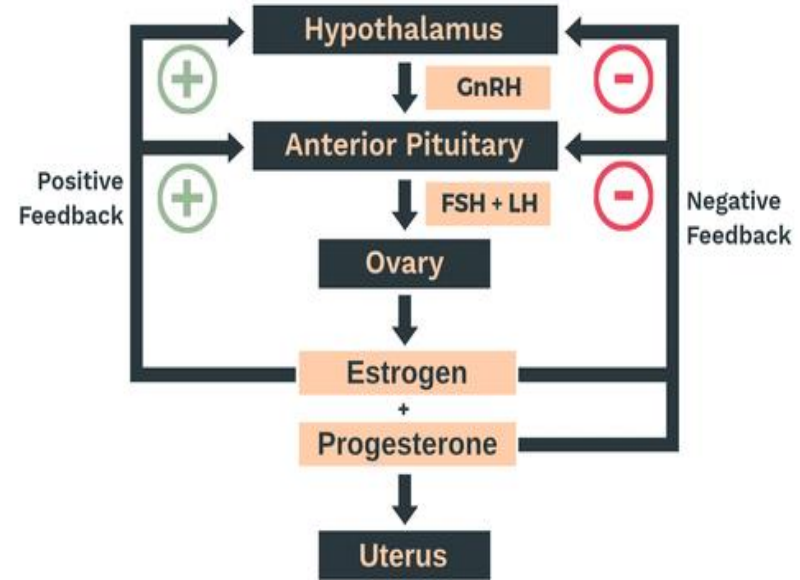 Hypothalamus
+
-
GnRH
Anterior Pituitary
Positive
Feedback
+
-
FSH + LH
Negative
Feedback
Ovary
Estrogen
+
Progesterone
Uterus